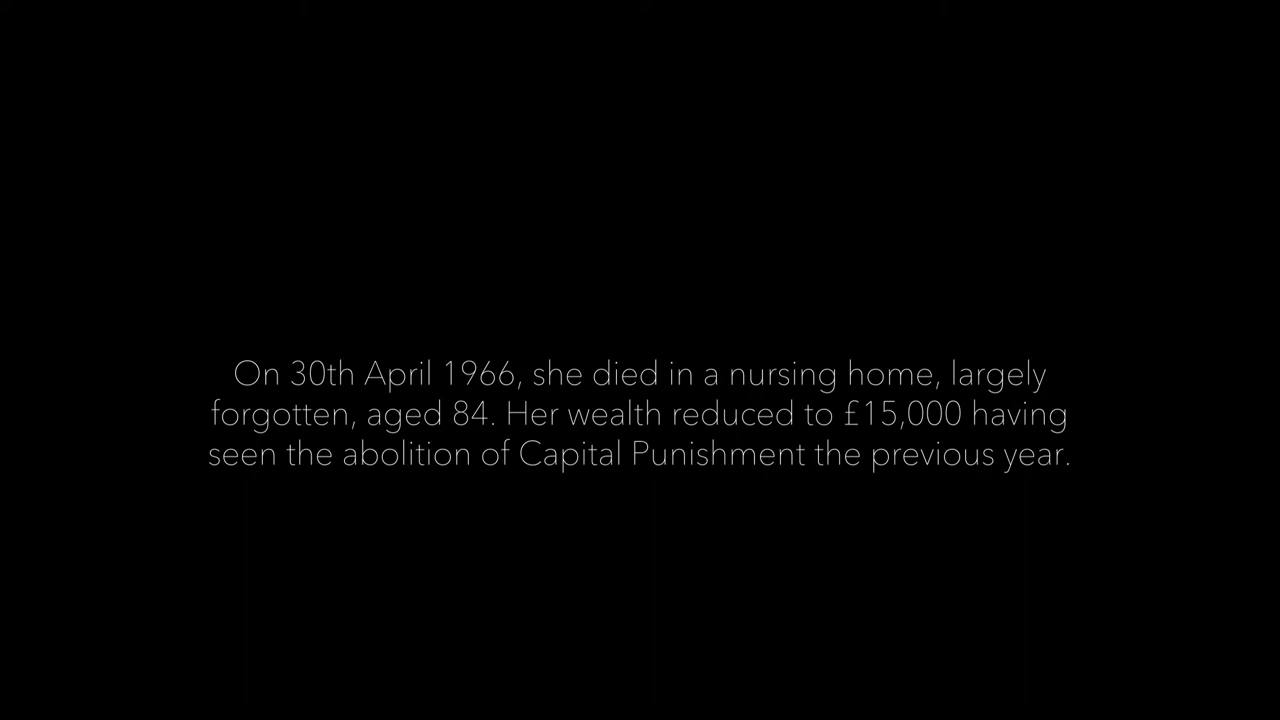 On 30th April 1966, she died in a nursing home, largely
forgotten, aged 84. Her wealth reduced to £15,000 having
seen the abolition of Capital Punishment the previous year.